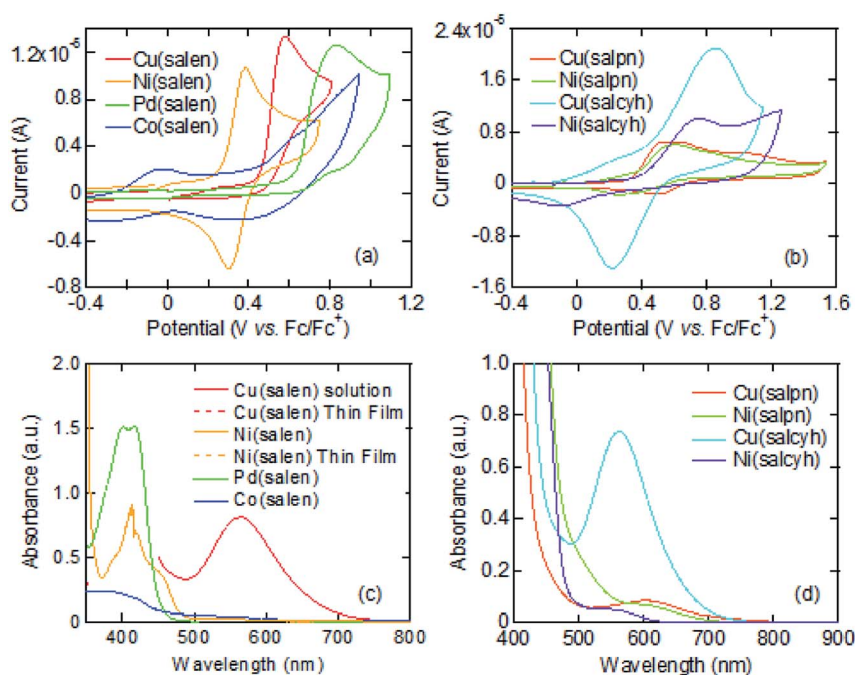 1.2x10⁻⁵
Cu(salen)
Ni(salen)
Pd(salen)
Co(salen)
0.8
0.4
0
-0.4
-0.8
Current (A)
(a)
-0.4 0 0.4 0.8 1.2
Potential (V vs. Fc/Fc⁺)
2.4x10⁻⁵
Cu(salpn)
Ni(salpn)
Cu(salcyh)
Ni(salcyh)
1.6
0.8
0
-0.8
-1.6
Current (A)
(b)
-0.4 0 0.4 0.8 1.2 1.6
Potential (V vs. Fc/Fc⁺)
2.0
1.5
1.0
0.5
0
Absorbance (a.u.)
Cu(salen) solution
Cu(salen) Thin Film
Ni(salen)
Ni(salen) Thin Film
Pd(salen)
Co(salen)
(c)
400 500 600 700 800
Wavelength (nm)
1.0
0.8
0.6
0.4
0.2
0
Absorbance (a.u.)
Cu(salpn)
Ni(salpn)
Cu(salcyh)
Ni(salcyh)
(d)
400 500 600 700 800 900
Wavelength (nm)